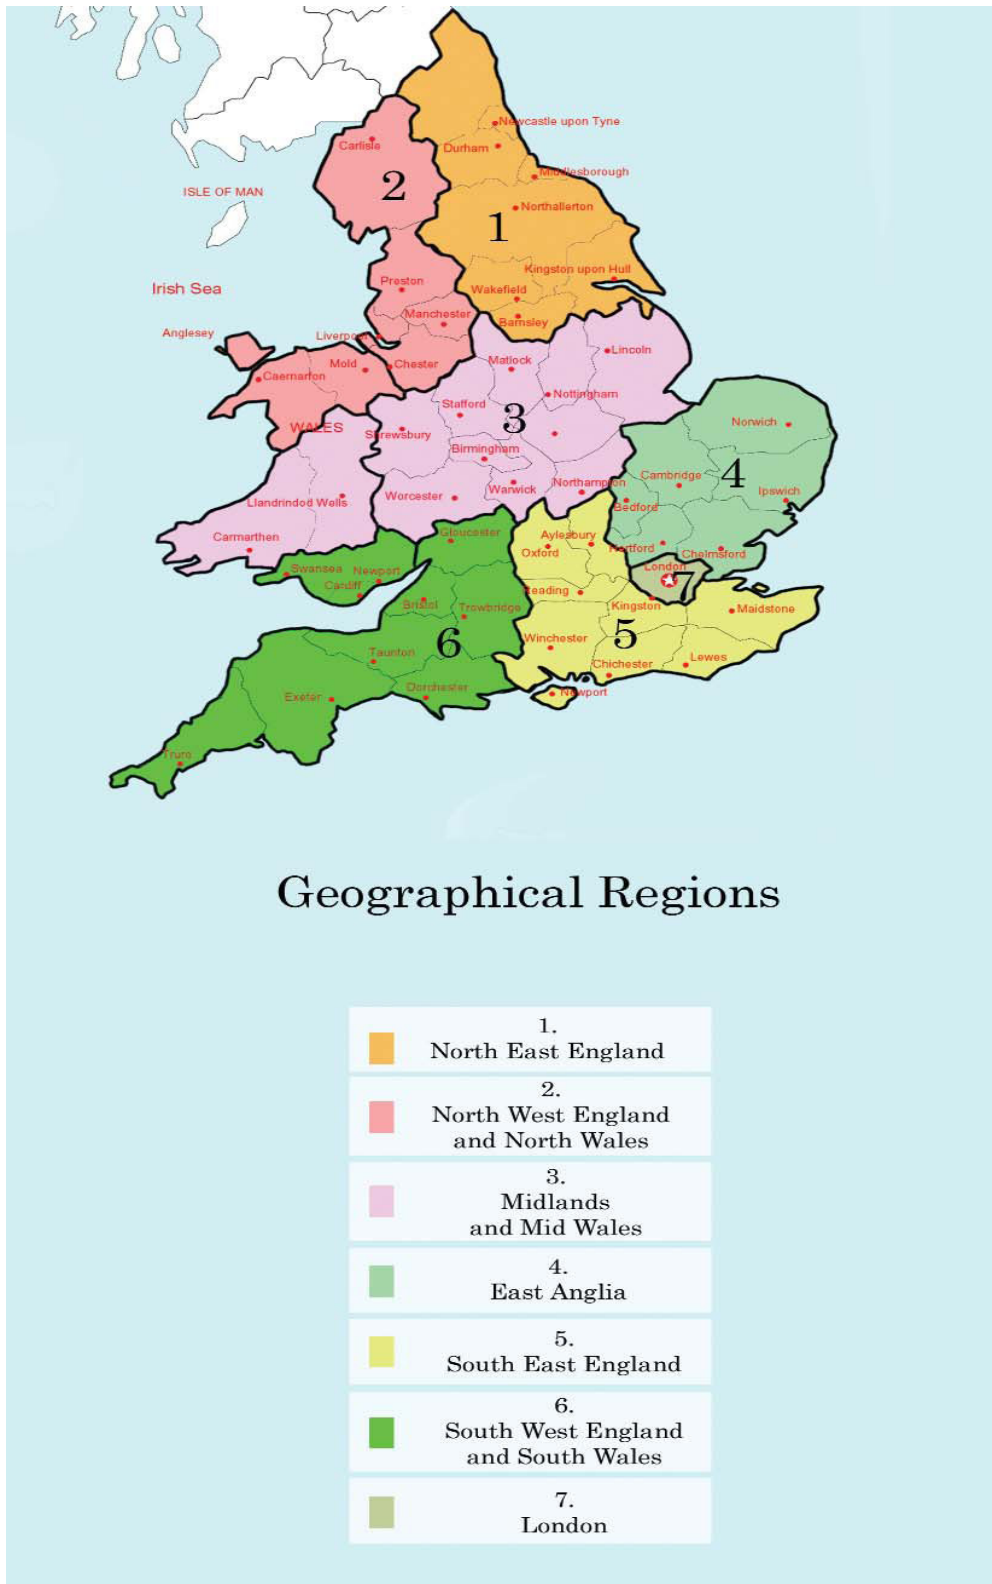 Newcastle upon Tyne
Carlisle
Durham
Middlesborough
2
ISLE OF MAN
Northallerton
1
Kingston upon Hull
Preston
Wakefield
Irish Sea
Manchester
Barnsley
Anglesey
Liverpool
Lincoln
Matlock
Mold
Chester
Caernarfon
Nottingham
Stafford
3
Norwich
WALES
Shrewsbury
Birmingham
4
Cambridge
Northampton
Warwick
Ipswich
Worcester
Llandrindod Wells
Bedford
Gloucester
Aylesbury
Carmarthen
Hertford
Oxford
Chelmsford
London
Swansea
Newport
7
Cardiff
Reading
Bristol
Kingston
Trowbridge
Maidstone
5
6
Winchester
Taunton
Lewes
Chichester
Dorchester
Newport
Exeter
Truro
Geographical Regions
1.
North East England
2.
North West England
and North Wales
3.
Midlands
and Mid Wales
4.
East Anglia
5.
South East England
6.
South West England
and South Wales
7.
London